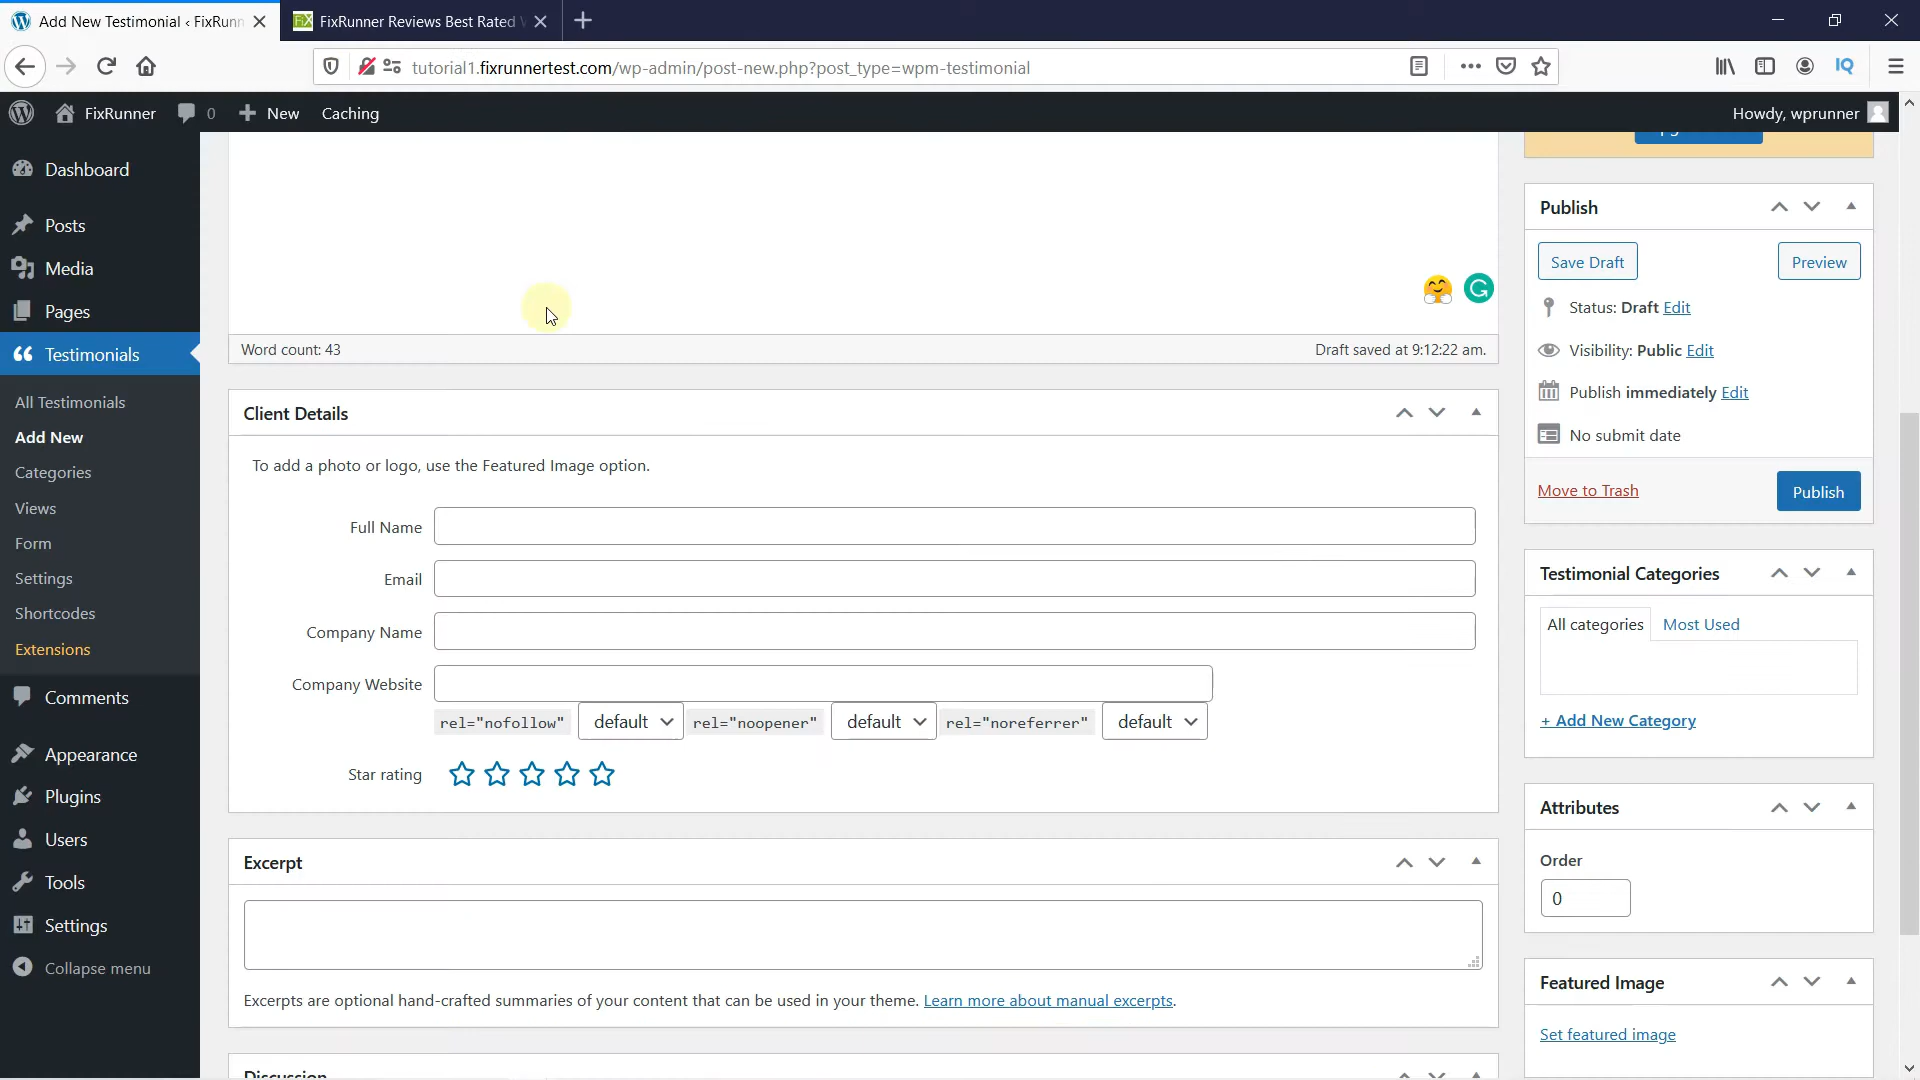 Add New Testimonial ‹ FixRunn
FixRunner Reviews Best Rated
tutorial1.fixrunnertest.com/wp-admin/post-new.php?post_type=wpm-testimonial
IQ
FixRunner
0
New
Caching
Howdy, wprunner
Dashboard
Posts
Media
Pages
Testimonials
All Testimonials
Add New
Categories
Views
Form
Settings
Shortcodes
Extensions
Comments
Appearance
Plugins
Users
Tools
Settings
Collapse menu
Word count: 43
Draft saved at 9:12:22 am.
Client Details
To add a photo or logo, use the Featured Image option.
Full Name
Email
Company Name
Company Website
rel="nofollow" default rel="noopener" default rel="noreferrer" default
Star rating
Excerpt
Excerpts are optional hand-crafted summaries of your content that can be used in your theme. Learn more about manual excerpts.
Discussion
Publish
Save Draft
Preview
Status: Draft Edit
Visibility: Public Edit
Publish immediately Edit
No submit date
Move to Trash
Publish
Testimonial Categories
All categories
Most Used
+ Add New Category
Attributes
Order
0
Featured Image
Set featured image